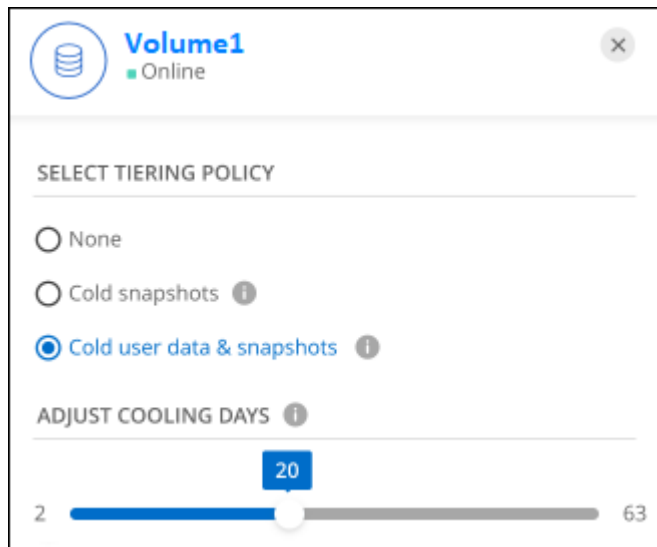 Volume1
Online
SELECT TIERING POLICY
None
Cold snapshots i
Cold user data & snapshots i
ADJUST COOLING DAYS i
20
2 63